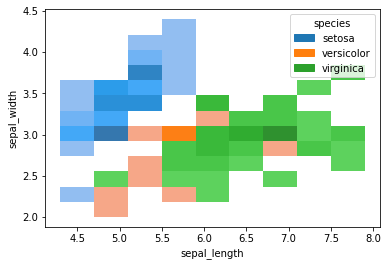 species
setosa
versicolor
virginica
sepal_width
4.5
4.0
3.5
3.0
2.5
2.0
4.5 5.0 5.5 6.0 6.5 7.0 7.5 8.0
sepal_length